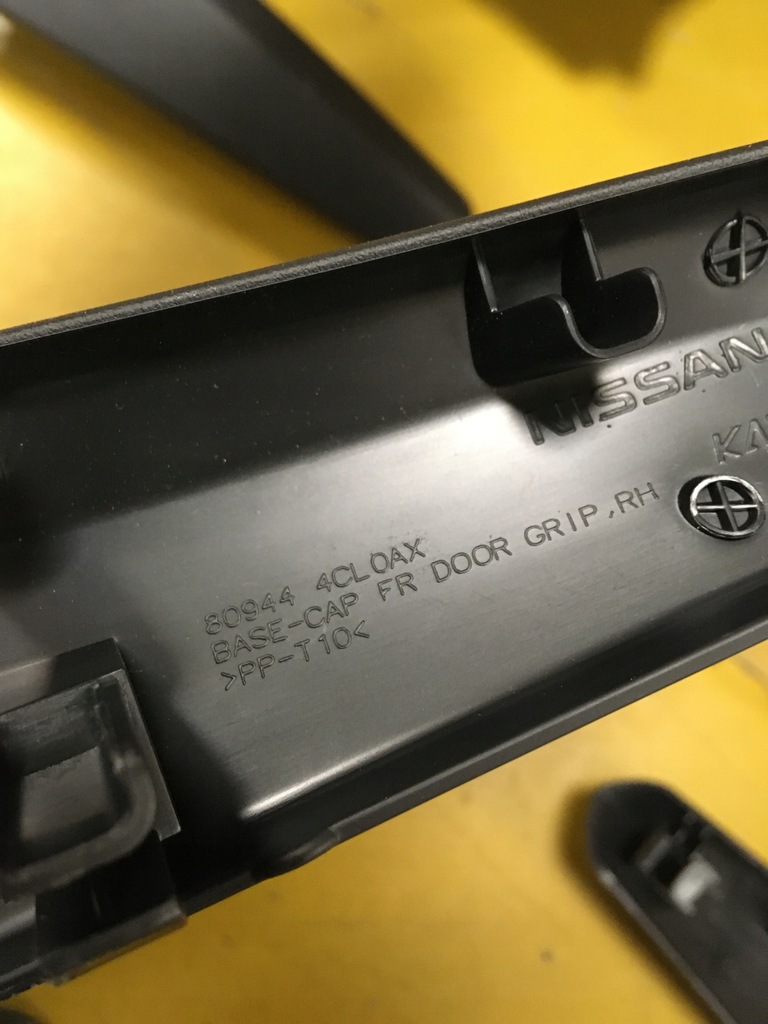 NISSAN
80944 4CL0AX
BASE-CAP FR DOOR GRIP,RH
>PP-T10<